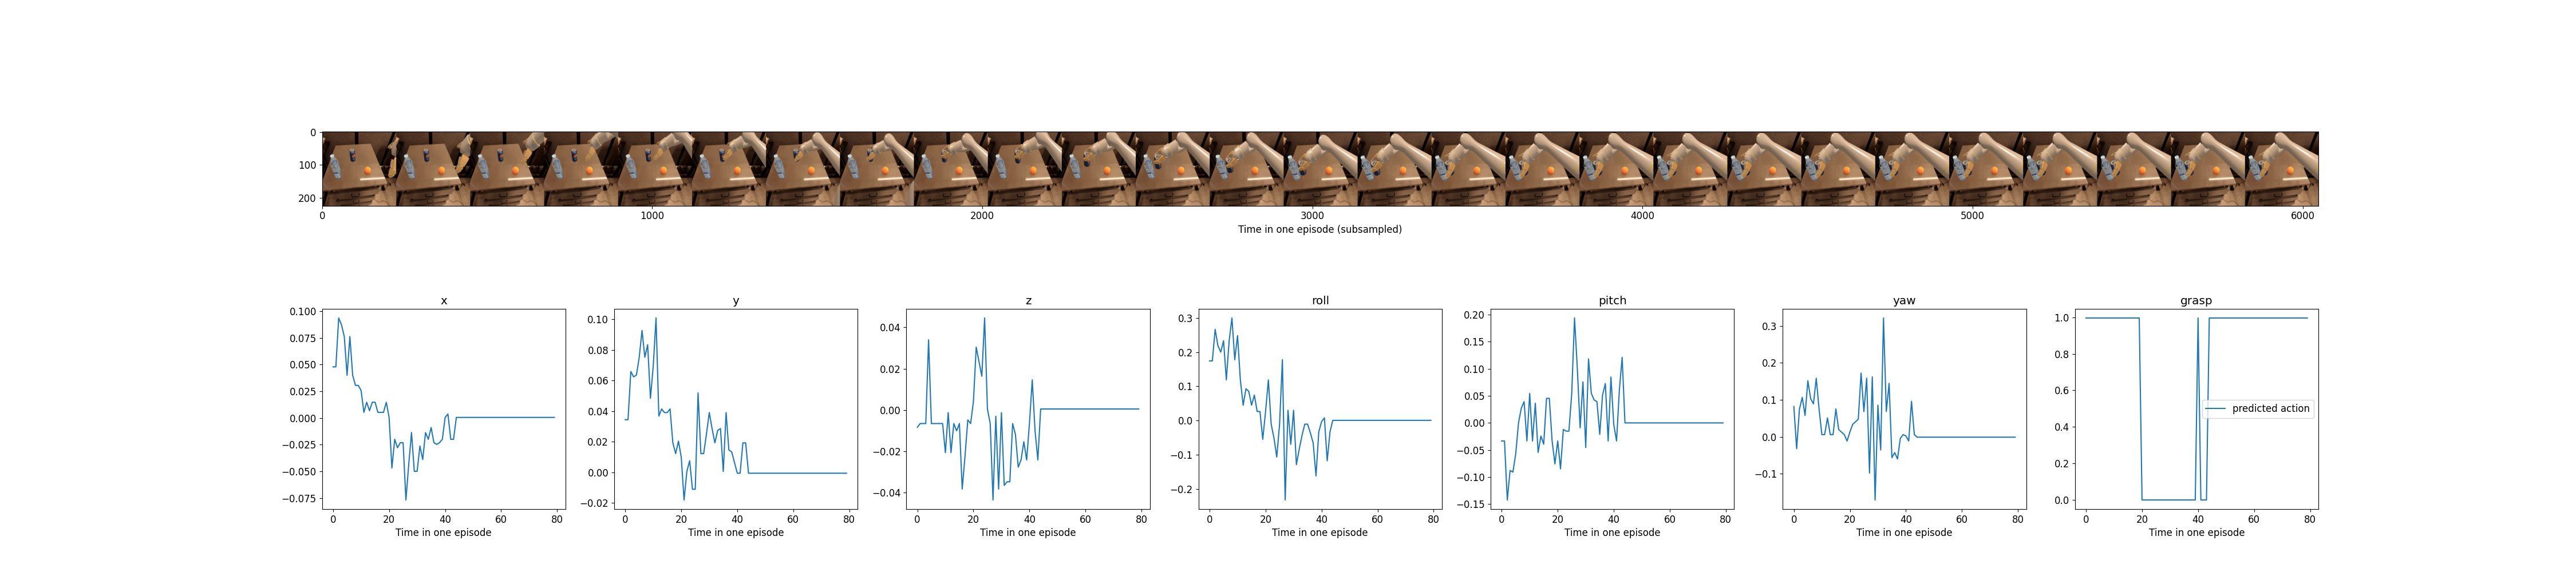 0
100
200
0 1000 2000 3000 4000 5000 6000
Time in one episode (subsampled)
x
0.100
0.075
0.050
0.025
0.000
−0.025
−0.050
−0.075
0 20 40 60 80
Time in one episode
y
0.10
0.08
0.06
0.04
0.02
0.00
−0.02
0 20 40 60 80
Time in one episode
z
0.04
0.02
0.00
−0.02
−0.04
0 20 40 60 80
Time in one episode
roll
0.3
0.2
0.1
0.0
−0.1
−0.2
0 20 40 60 80
Time in one episode
pitch
0.20
0.15
0.10
0.05
0.00
−0.05
−0.10
−0.15
0 20 40 60 80
Time in one episode
yaw
0.3
0.2
0.1
0.0
−0.1
0 20 40 60 80
Time in one episode
grasp
1.0
0.8
0.6
0.4
0.2
0.0
predicted action
0 20 40 60 80
Time in one episode